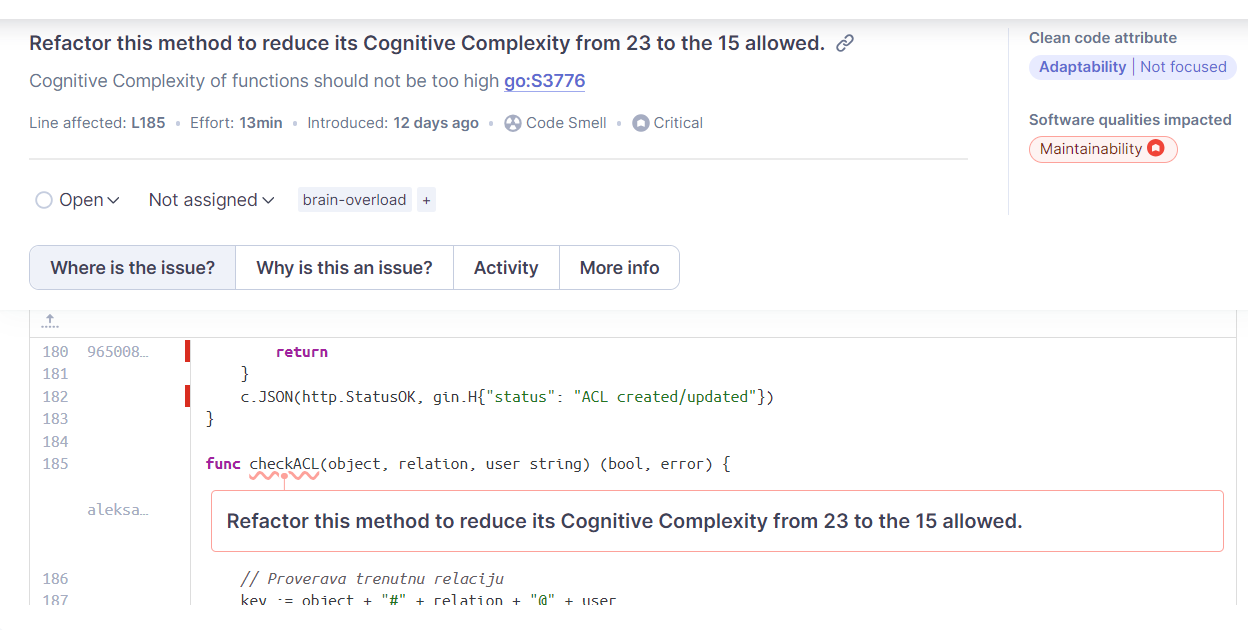 Refactor this method to reduce its Cognitive Complexity from 23 to the 15 allowed.
Cognitive Complexity of functions should not be too high go:S3776
Line affected: L185 • Effort: 13min • Introduced: 12 days ago • Code Smell • Critical
Clean code attribute
Adaptability | Not focused
Software qualities impacted
Maintainability
Open Not assigned brain-overload +
Where is the issue? Why is this an issue? Activity More info
180 965008… return
181 }
182 c.JSON(http.StatusOK, gin.H{"status": "ACL created/updated"})
183 }
184
185 func checkACL(object, relation, user string) (bool, error) {
aleksa…
Refactor this method to reduce its Cognitive Complexity from 23 to the 15 allowed.
186 // Proverava trenutnu relaciju
187 key := object + "#" + relation + "@" + user